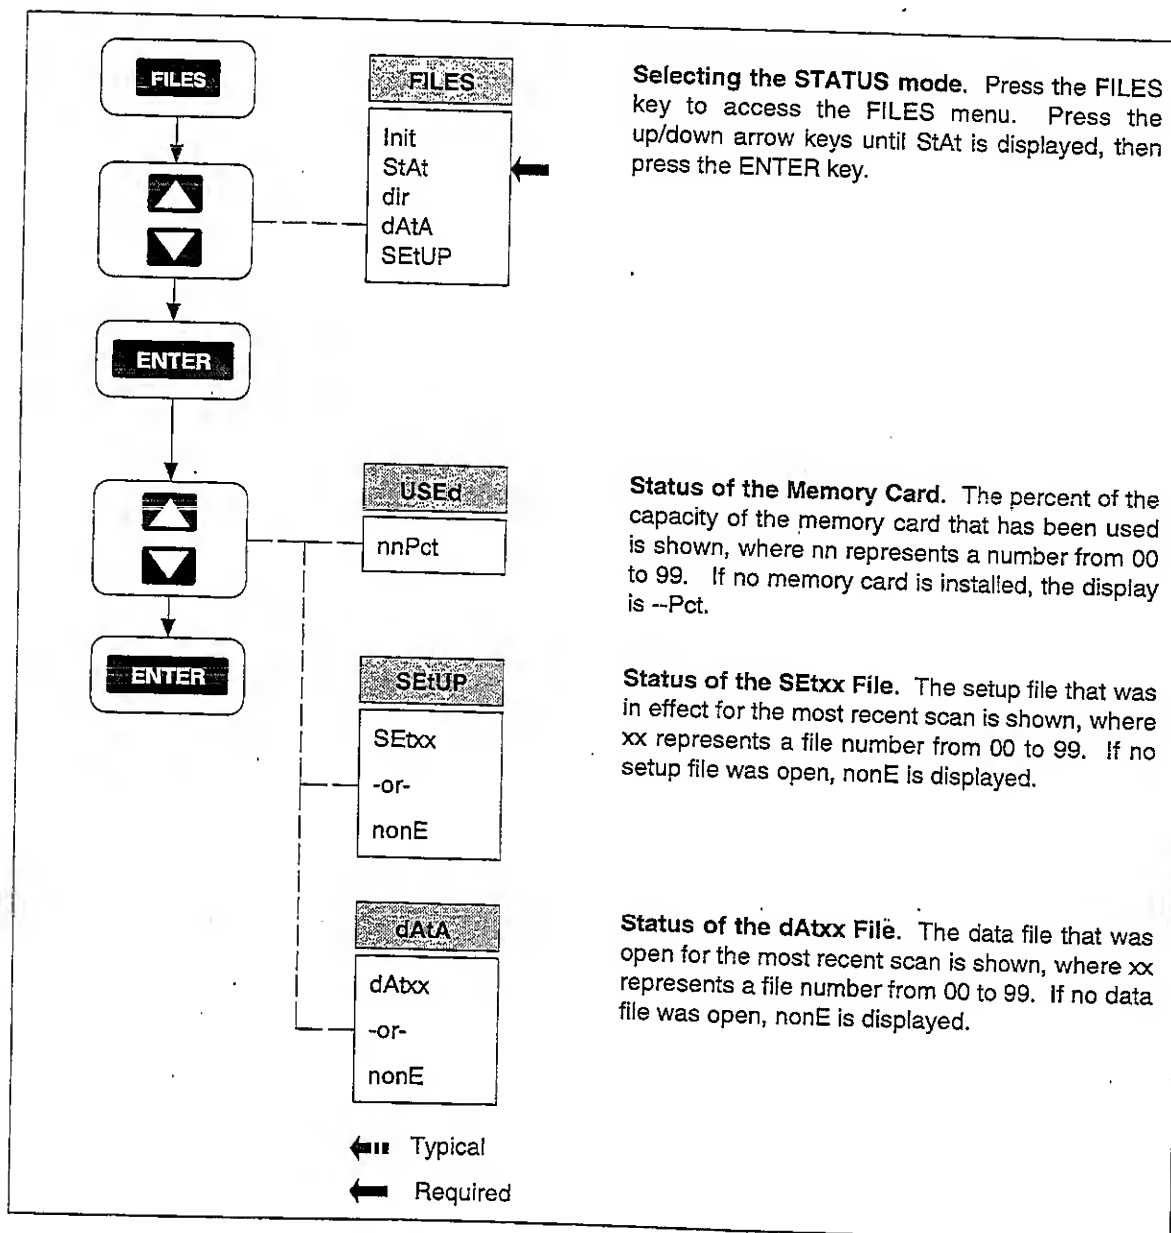 FILES
FILES
Init
StAt
dir
dAtA
SEtUP
Selecting the STATUS mode. Press the FILES
key to access the FILES menu. Press the
up/down arrow keys until StAt is displayed, then
press the ENTER key.
ENTER
USEd
nnPct
Status of the Memory Card. The percent of the
capacity of the memory card that has been used
is shown, where nn represents a number from 00
to 99. If no memory card is installed, the display
is --Pct.
ENTER
SEtUP
SEtxx
-or-
nonE
Status of the SEtxx File. The setup file that was
in effect for the most recent scan is shown, where
xx represents a file number from 00 to 99. If no
setup file was open, nonE is displayed.
dAtA
dAtxx
-or-
nonE
Status of the dAtxx File. The data file that was
open for the most recent scan is shown, where xx
represents a file number from 00 to 99. If no data
file was open, nonE is displayed.
Typical
Required